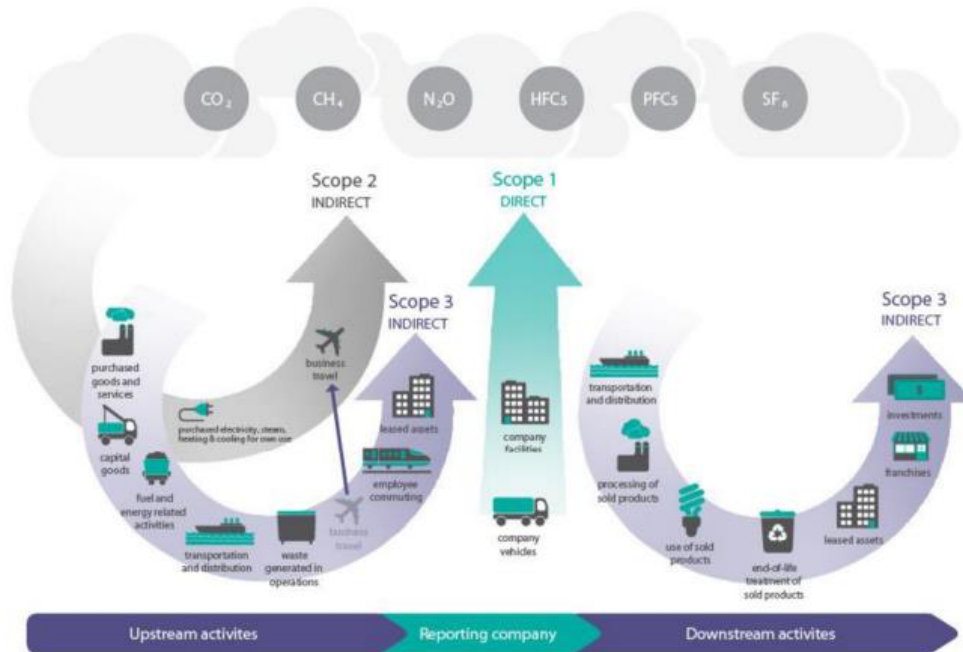 CO₂
CH₄
N₂O
HFCs
PFCs
SF₆
Scope 2
INDIRECT
Scope 1
DIRECT
Scope 3
INDIRECT
Scope 3
INDIRECT
purchased
goods and
services
capital
goods
fuel and
energy related
activities
purchased electricity, steam,
heating & cooling for own use
business
travel
transportation
and distribution
waste
generated in
operations
business
travel
employee
commuting
leased assets
company
facilities
company
vehicles
transportation
and distribution
processing of
sold products
use of sold
products
end-of-life
treatment of
sold products
leased assets
franchises
investments
$
Upstream activites
Reporting company
Downstream activites